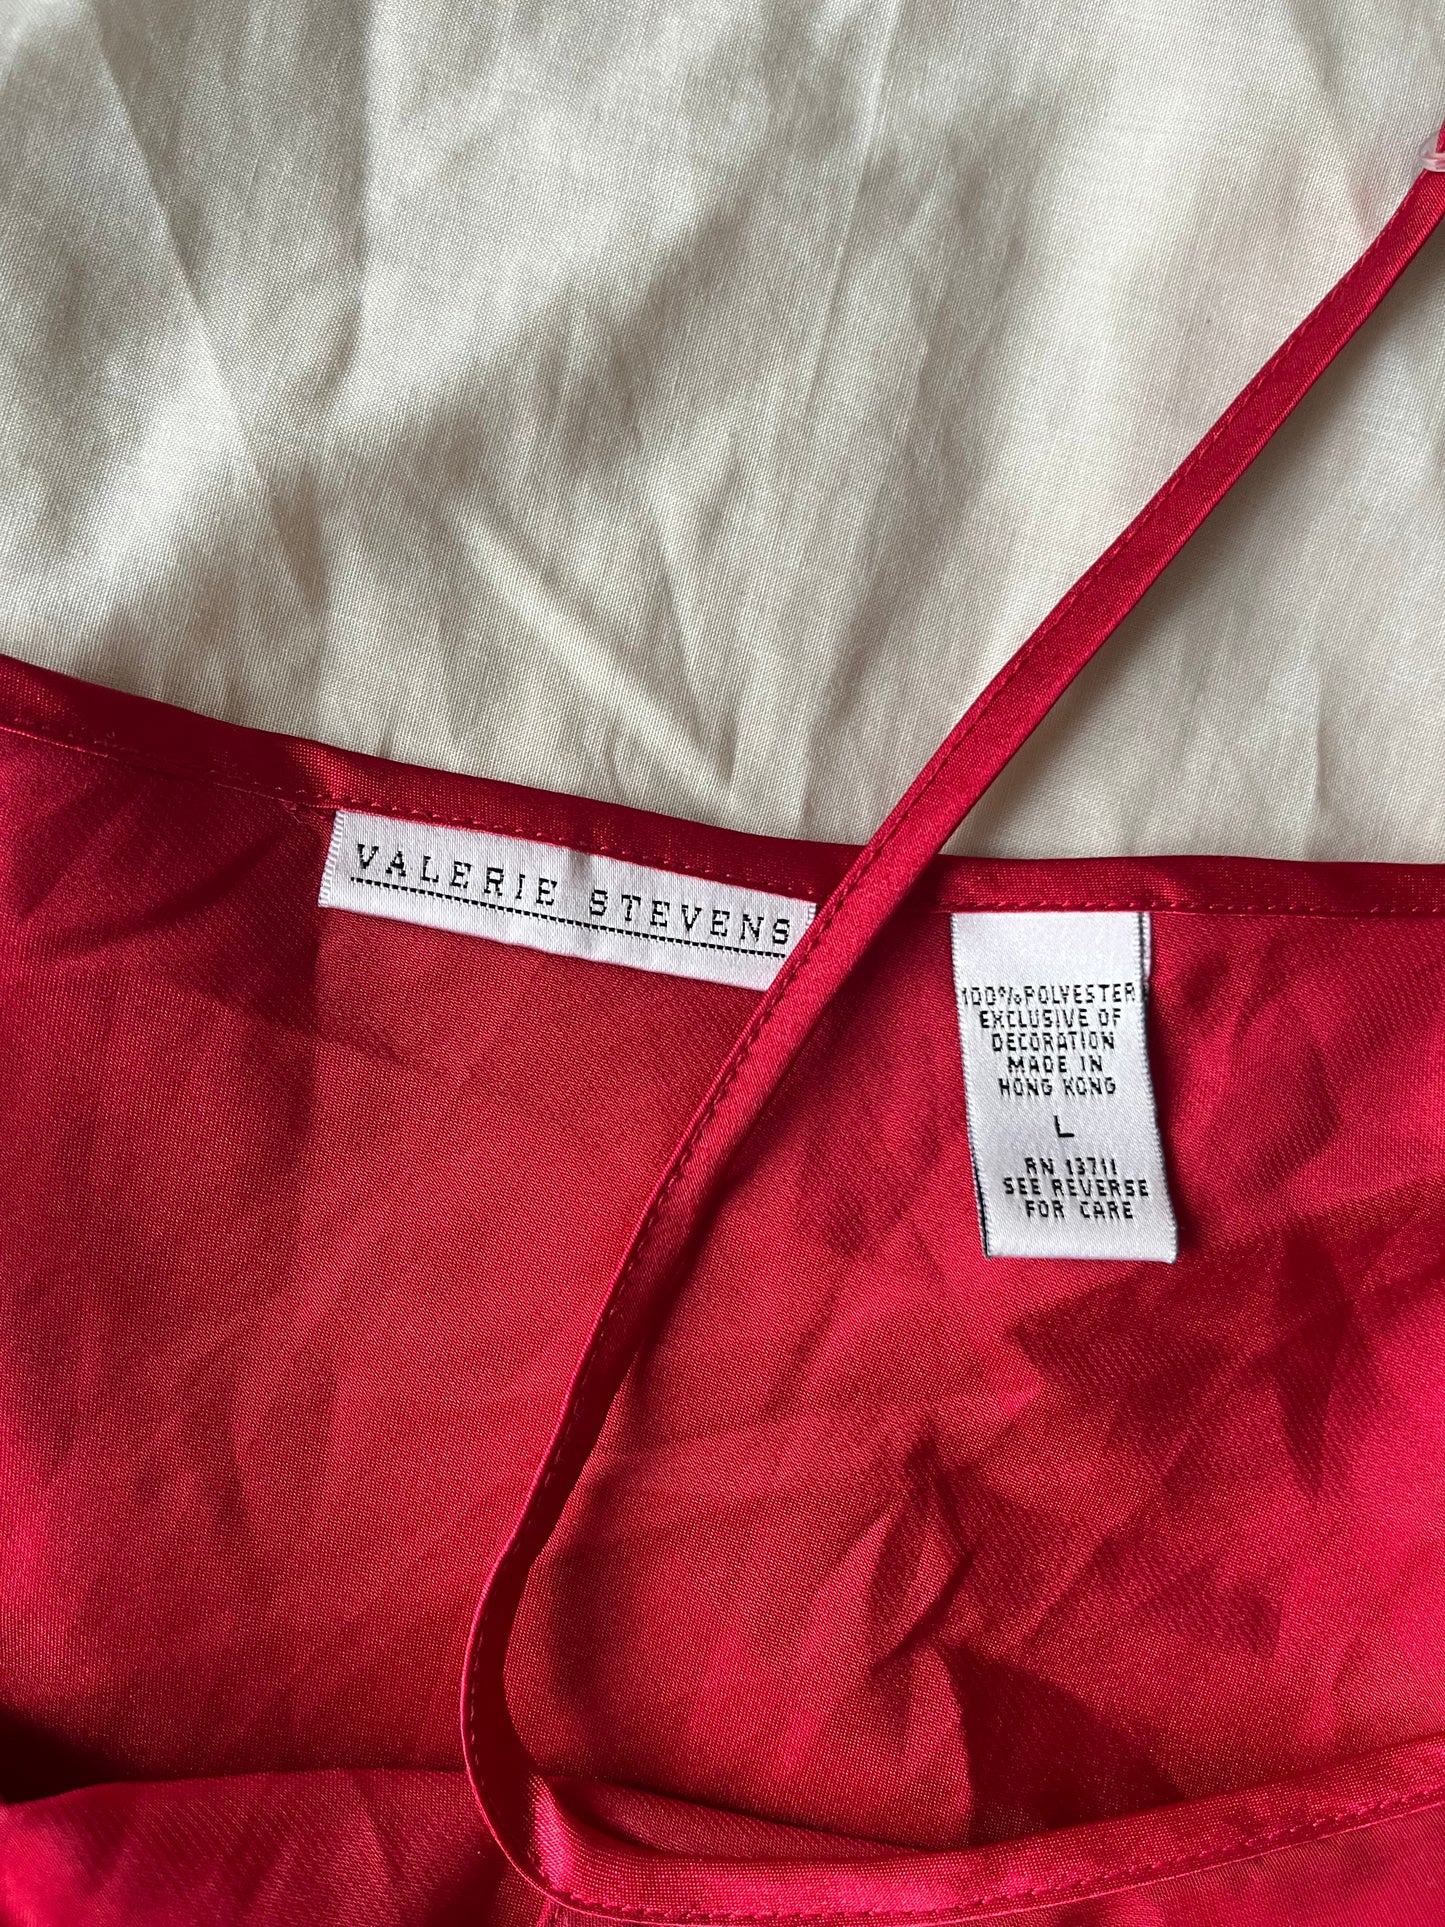 VALERIE STEVENS
100% POLYESTER
EXCLUSIVE OF
DECORATION
MADE IN
HONG KONG
L
RN 13711
SEE REVERSE
FOR CARE